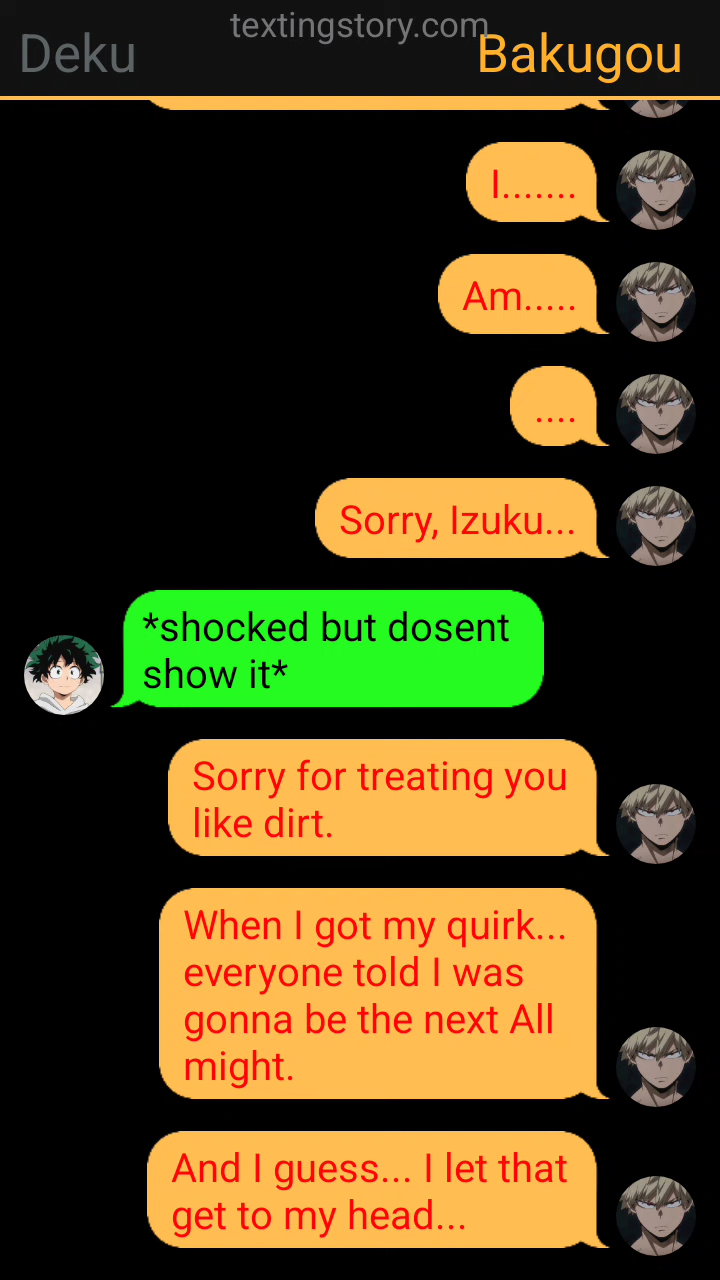 textingstory.com
Deku
Bakugou
I.......
Am.....
....
Sorry, Izuku...
*shocked but dosent
show it*
Sorry for treating you
like dirt.
When I got my quirk...
everyone told I was
gonna be the next All
might.
And I guess... I let that
get to my head...